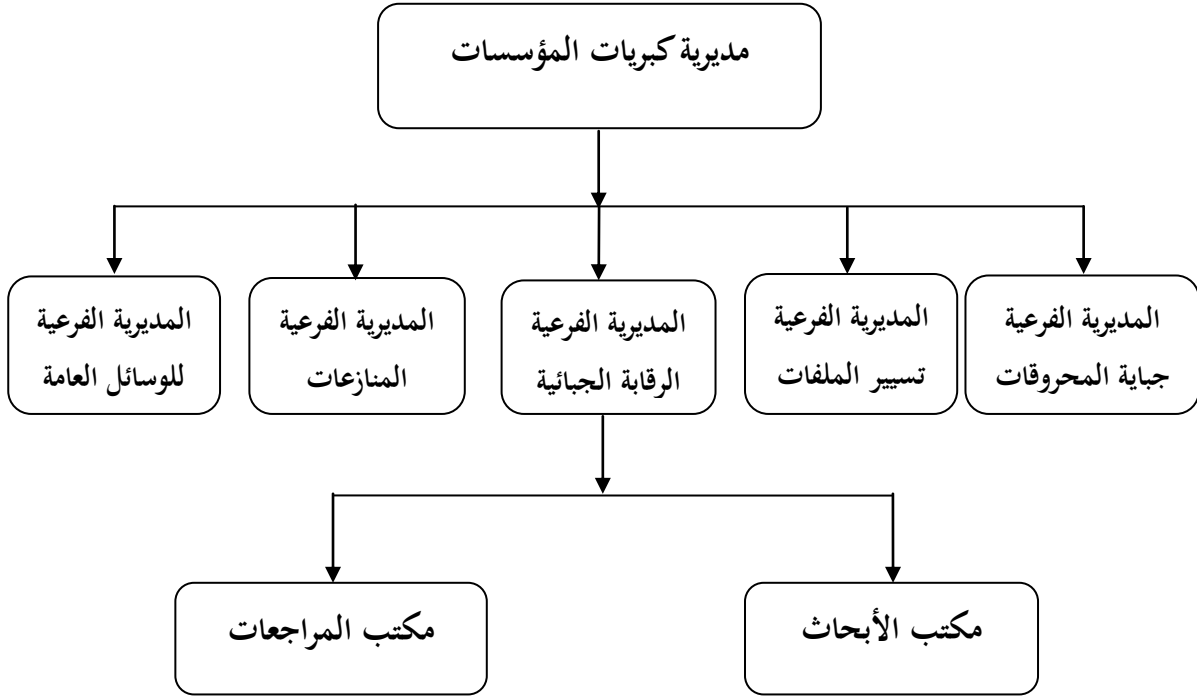 مديرية كبريات المؤسسات
المديرية الفرعية
جباية المحروقات
المديرية الفرعية
تسيير الملفات
المديرية الفرعية
الرقابة الجبائية
المديرية الفرعية
المنازعات
المديرية الفرعية
للوسائل العامة
مكتب الأبحاث
مكتب المراجعات